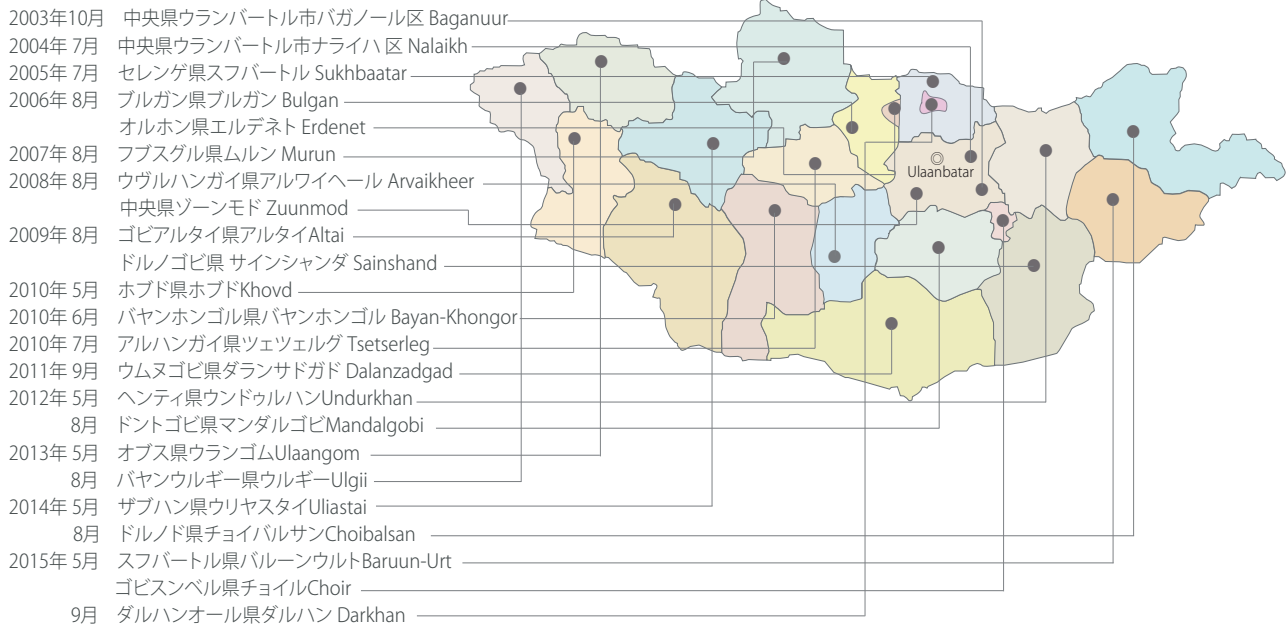 2003年10月 中央県ウランバートル市バガノール区 Baganuur
2004年 7月 中央県ウランバートル市ナライハ 区 Nalaikh
2005年 7月 セレンゲ県スフバートル Sukhbaatar
2006年 8月 ブルガン県ブルガン Bulgan
オルホン県エルデネト Erdenet
2007年 8月 フブスグル県ムルン Murun
2008年 8月 ウヴルハンガイ県アルワイヘール Arvaikheer
中央県ゾーンモド Zuunmod
2009年 8月 ゴビアルタイ県アルタイAltai
ドルノゴビ県 サインシャンダ Sainshand
2010年 5月 ホブド県ホブドKhovd
2010年 6月 バヤンホンゴル県バヤンホンゴル Bayan-Khongor
2010年 7月 アルハンガイ県ツェツェルグ Tsetserleg
2011年 9月 ウムヌゴビ県ダランサドガド Dalanzadgad
2012年 5月 ヘンティ県ウンドゥルハンUndurkhan
8月 ドントゴビ県マンダルゴビMandalgobi
2013年 5月 オブス県ウランゴムUlaangom
8月 バヤンウルギー県ウルギーUlgii
2014年 5月 ザブハン県ウリヤスタイUliastai
8月 ドルノド県チョイバルサンChoibalsan
2015年 5月 スフバートル県バルーンウルトBaruun-Urt
ゴビスンベル県チョイルChoir
9月 ダルハンオール県ダルハン Darkhan
Ulaanbatar